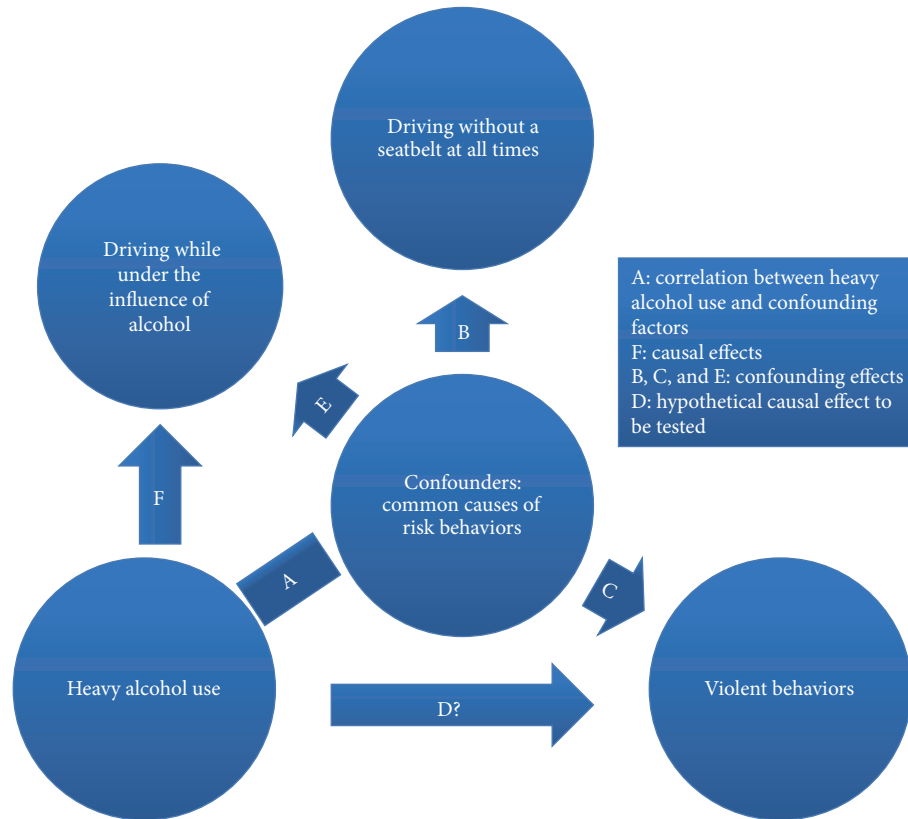 Driving without a
seatbelt at all times
Driving while
under the
influence of
alcohol
A: correlation between heavy
alcohol use and confounding
factors
F: causal effects
B, C, and E: confounding effects
D: hypothetical causal effect to
be tested
B
E
F
Confounders:
common causes of
risk behaviors
A
C
Heavy alcohol use
D?
Violent behaviors